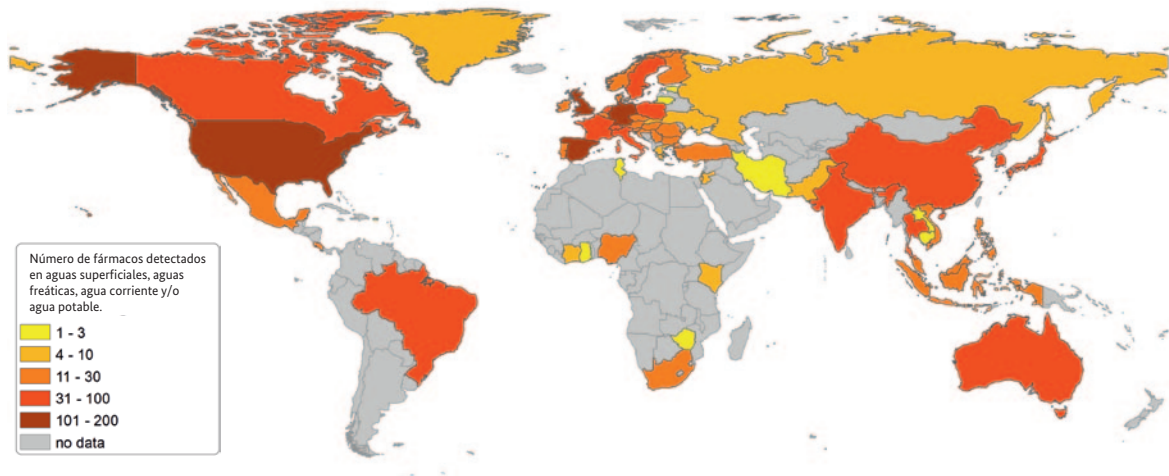 Número de fármacos detectados
en aguas superficiales, aguas
freáticas, agua corriente y/o
agua potable.
1 - 3
4 - 10
11 - 30
31 - 100
101 - 200
no data